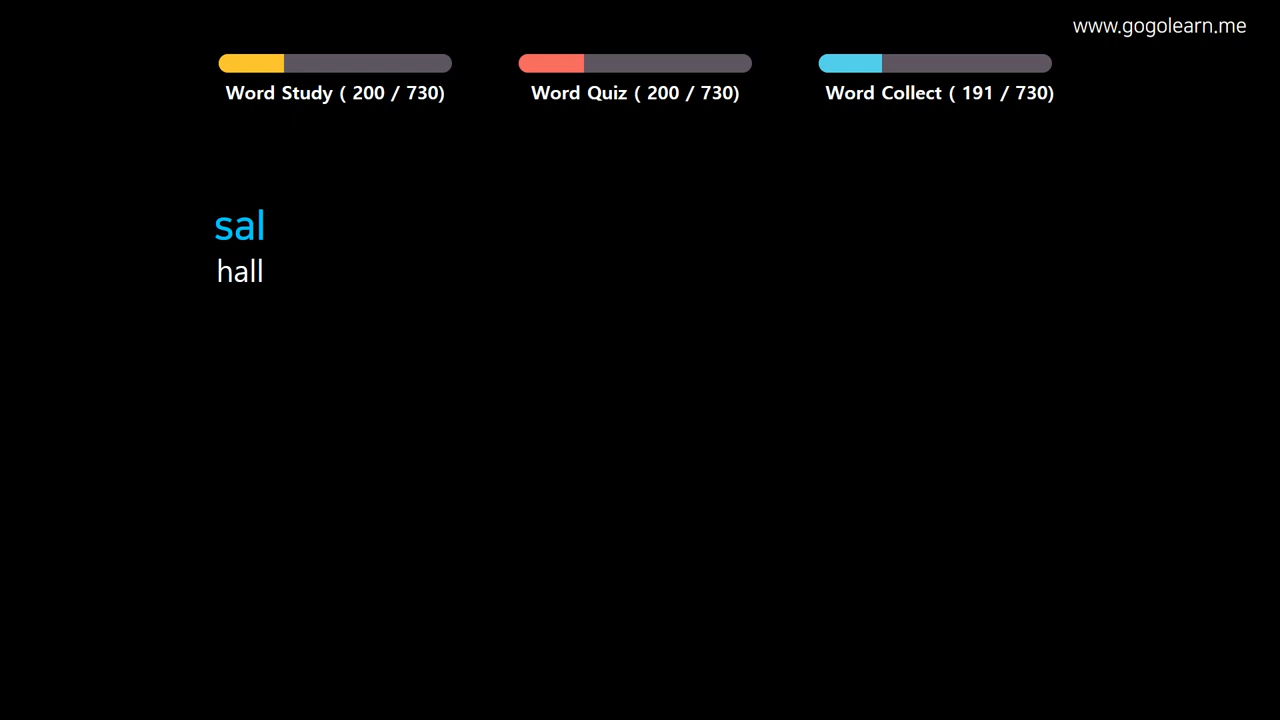 www.gogolearn.me
Word Study ( 200 / 730)
Word Quiz ( 200 / 730)
Word Collect ( 191 / 730)
sal
hall